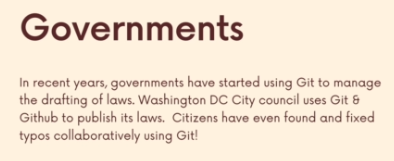 Governments
In recent years, governments have started using Git to manage
the drafting of laws. Washington DC City council uses Git &
Github to publish its laws.  Citizens have even found and fixed
typos collaboratively using Git!